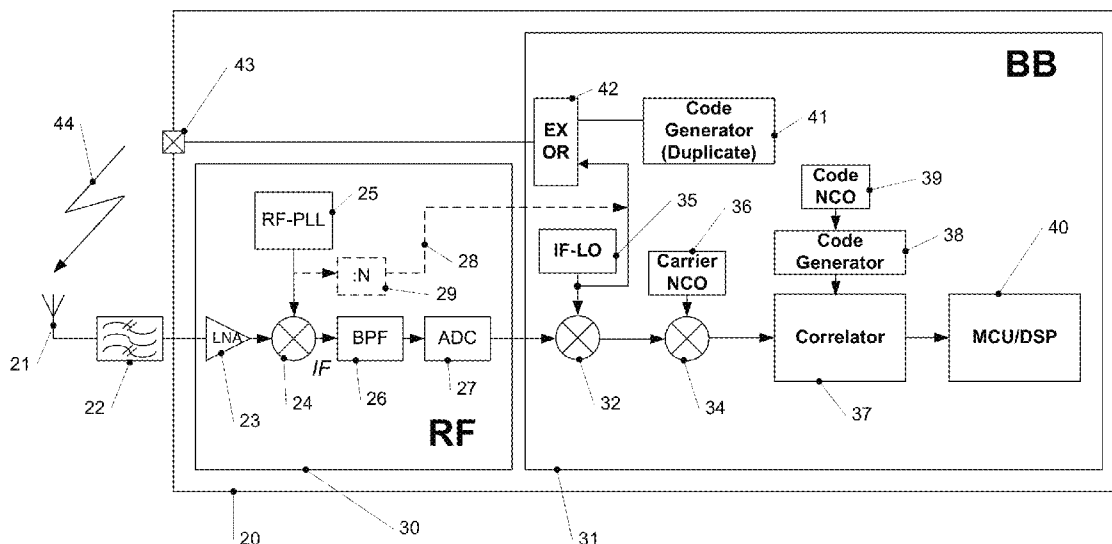 BB
43
42
44
EX
OR
Code
Generator
(Duplicate)
41
25
RF-PLL
35
36
Code
NCO
39
IF-LO
Carrier
NCO
Code
Generator
38
40
:N
28
29
LNA
IF
BPF
ADC
Correlator
MCU/DSP
21
22
23
24
26
27
32
34
37
RF
20
30
31